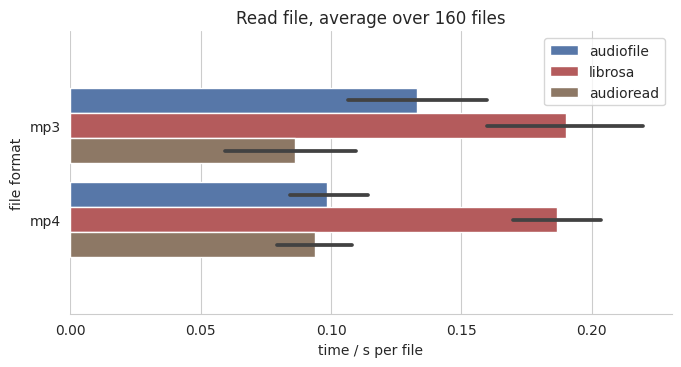 Read file, average over 160 files
audiofile
librosa
audioread
file format
mp3
mp4
0.00
0.05
0.10
0.15
0.20
time / s per file